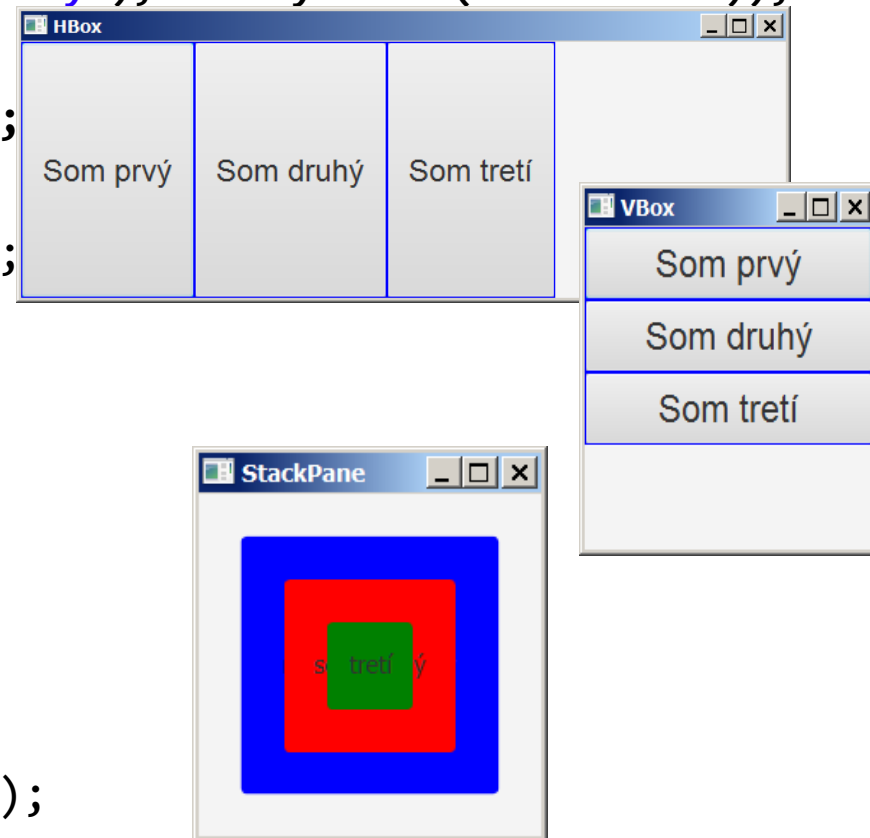 HBox
;
Som prvý Som druhý Som tretí
VBox
;
Som prvý
Som druhý
Som tretí
StackPane
tretí
);